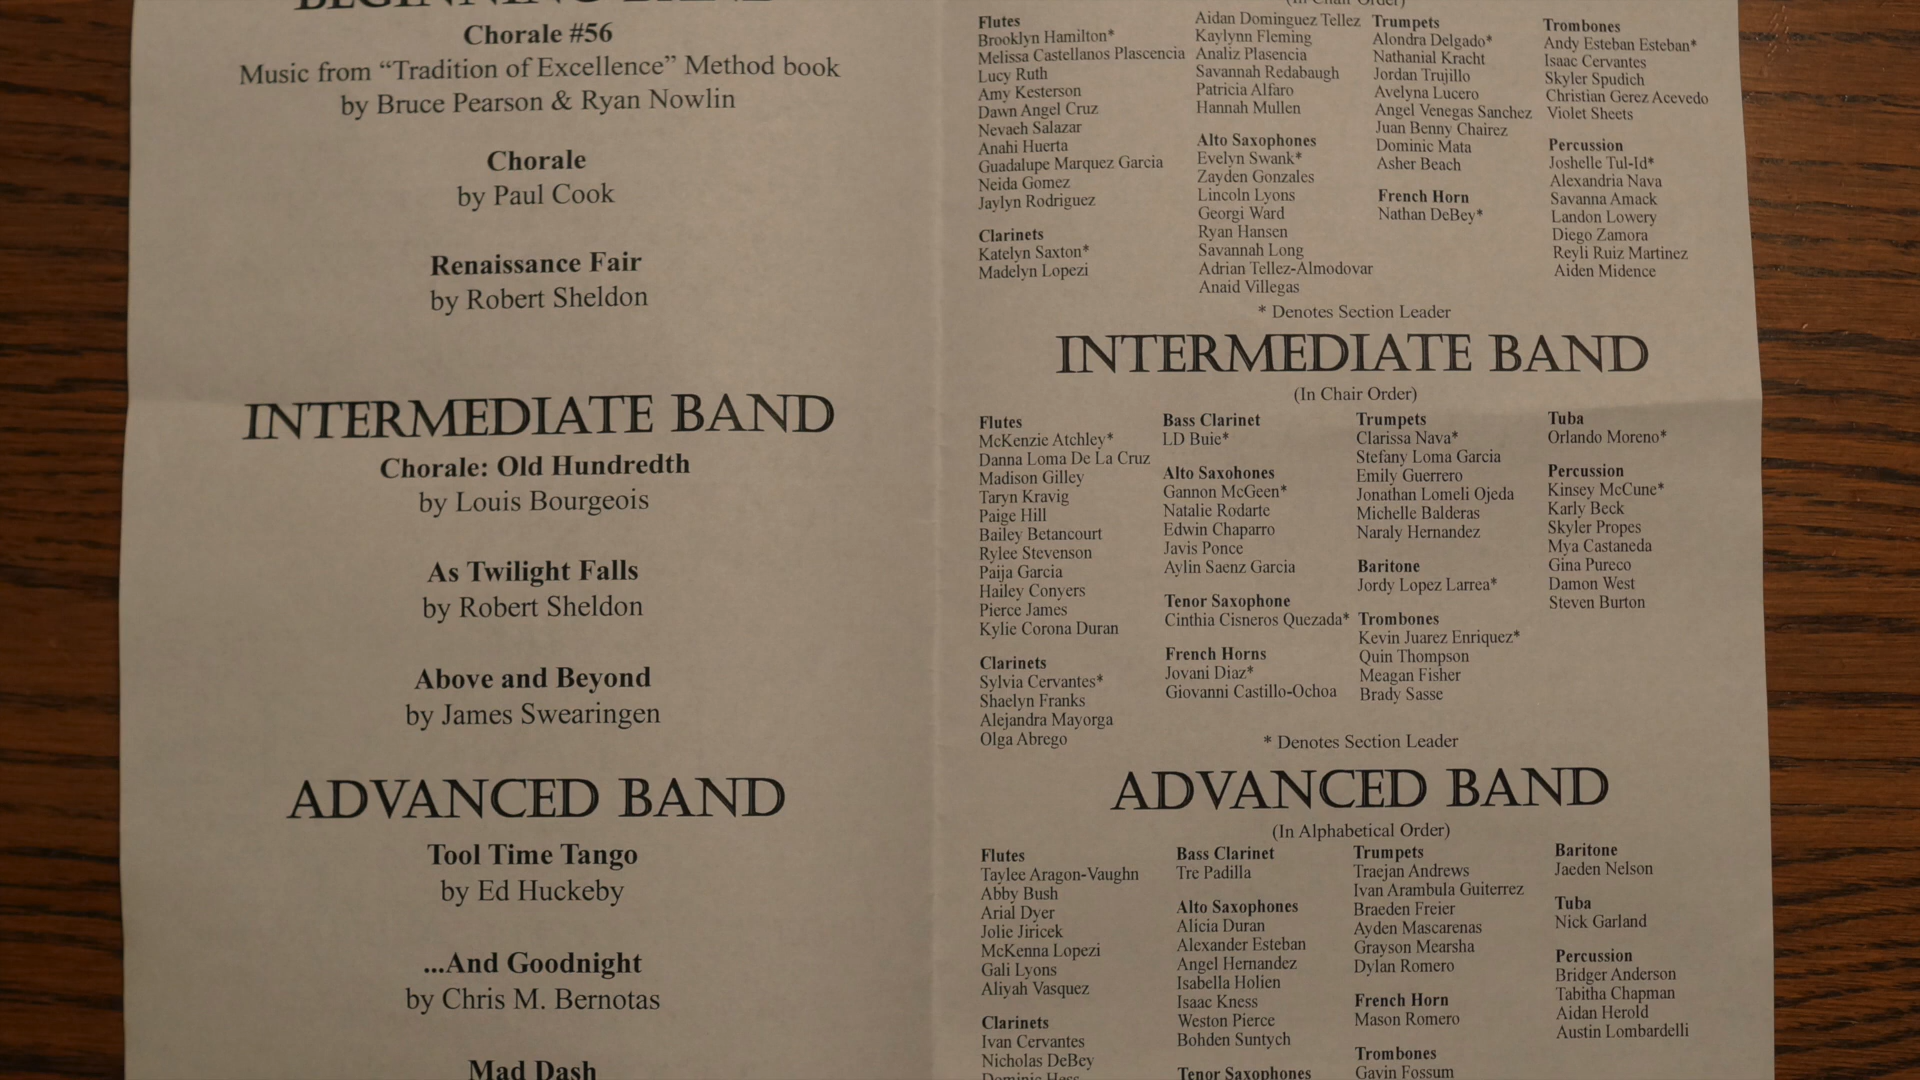 Chorale #56
Music from “Tradition of Excellence” Method book
by Bruce Pearson & Ryan Nowlin
Chorale
by Paul Cook
Renaissance Fair
by Robert Sheldon
INTERMEDIATE BAND
Chorale: Old Hundredth
by Louis Bourgeois
As Twilight Falls
by Robert Sheldon
Above and Beyond
by James Swearingen
ADVANCED BAND
Tool Time Tango
by Ed Huckeby
...And Goodnight
by Chris M. Bernotas
Mad Dash
(In Chair Order)
Flutes
Brooklyn Hamilton*
Melissa Castellanos Plascencia
Lucy Ruth
Amy Kesterson
Dawn Angel Cruz
Nevaeh Salazar
Anahi Huerta
Guadalupe Marquez Garcia
Neida Gomez
Jaylyn Rodriguez
Clarinets
Katelyn Saxton*
Madelyn Lopezi
Aidan Dominguez Tellez
Kaylynn Fleming
Analiz Plasencia
Savannah Redabaugh
Patricia Alfaro
Hannah Mullen
Alto Saxophones
Evelyn Swank*
Zayden Gonzales
Lincoln Lyons
Georgi Ward
Ryan Hansen
Savannah Long
Adrian Tellez-Almodovar
Anaid Villegas
Trumpets
Alondra Delgado*
Nathanial Kracht
Jordan Trujillo
Avelyna Lucero
Angel Venegas Sanchez
Juan Benny Chairez
Dominic Mata
Asher Beach
French Horn
Nathan DeBey*
Trombones
Andy Esteban Esteban*
Isaac Cervantes
Skyler Spudich
Christian Gerez Acevedo
Violet Sheets
Percussion
Joshelle Tul-Id*
Alexandria Nava
Savanna Amack
Landon Lowery
Diego Zamora
Reyli Ruiz Martinez
Aiden Midence
* Denotes Section Leader
INTERMEDIATE BAND
(In Chair Order)
Flutes
McKenzie Atchley*
Danna Loma De La Cruz
Madison Gilley
Taryn Kravig
Paige Hill
Bailey Betancourt
Rylee Stevenson
Paija Garcia
Hailey Conyers
Pierce James
Kylie Corona Duran
Clarinets
Sylvia Cervantes*
Shaelyn Franks
Alejandra Mayorga
Olga Abrego
Bass Clarinet
LD Buie*
Alto Saxohones
Gannon McGeen*
Natalie Rodarte
Edwin Chaparro
Javis Ponce
Aylin Saenz Garcia
Tenor Saxophone
Cinthia Cisneros Quezada*
French Horns
Jovani Diaz*
Giovanni Castillo-Ochoa
Trumpets
Clarissa Nava*
Stefany Loma Garcia
Emily Guerrero
Jonathan Lomeli Ojeda
Michelle Balderas
Naraly Hernandez
Baritone
Jordy Lopez Larrea*
Trombones
Kevin Juarez Enriquez*
Quin Thompson
Meagan Fisher
Brady Sasse
Tuba
Orlando Moreno*
Percussion
Kinsey McCune*
Karly Beck
Skyler Propes
Mya Castaneda
Gina Pureco
Damon West
Steven Burton
* Denotes Section Leader
ADVANCED BAND
(In Alphabetical Order)
Flutes
Taylee Aragon-Vaughn
Abby Bush
Arial Dyer
Jolie Jiricek
McKenna Lopezi
Gali Lyons
Aliyah Vasquez
Clarinets
Ivan Cervantes
Nicholas DeBey
Bass Clarinet
Tre Padilla
Alto Saxophones
Alicia Duran
Alexander Esteban
Angel Hernandez
Isabella Holien
Isaac Kness
Weston Pierce
Bohden Suntych
Tenor Saxophones
Trumpets
Traejan Andrews
Ivan Arambula Guiterrez
Braeden Freier
Ayden Mascarenas
Grayson Mearsha
Dylan Romero
French Horn
Mason Romero
Trombones
Gavin Fossum
Baritone
Jaeden Nelson
Tuba
Nick Garland
Percussion
Bridger Anderson
Tabitha Chapman
Aidan Herold
Austin Lombardelli